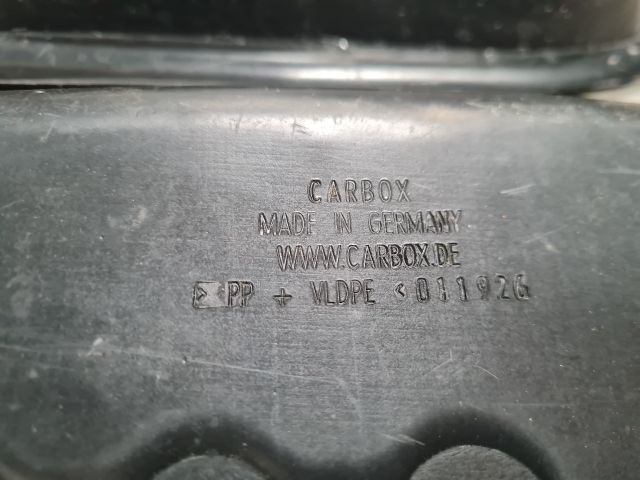 CARBOX
MADE IN GERMANY
WWW.CARBOX.DE
> PP + VLDPE < 011926